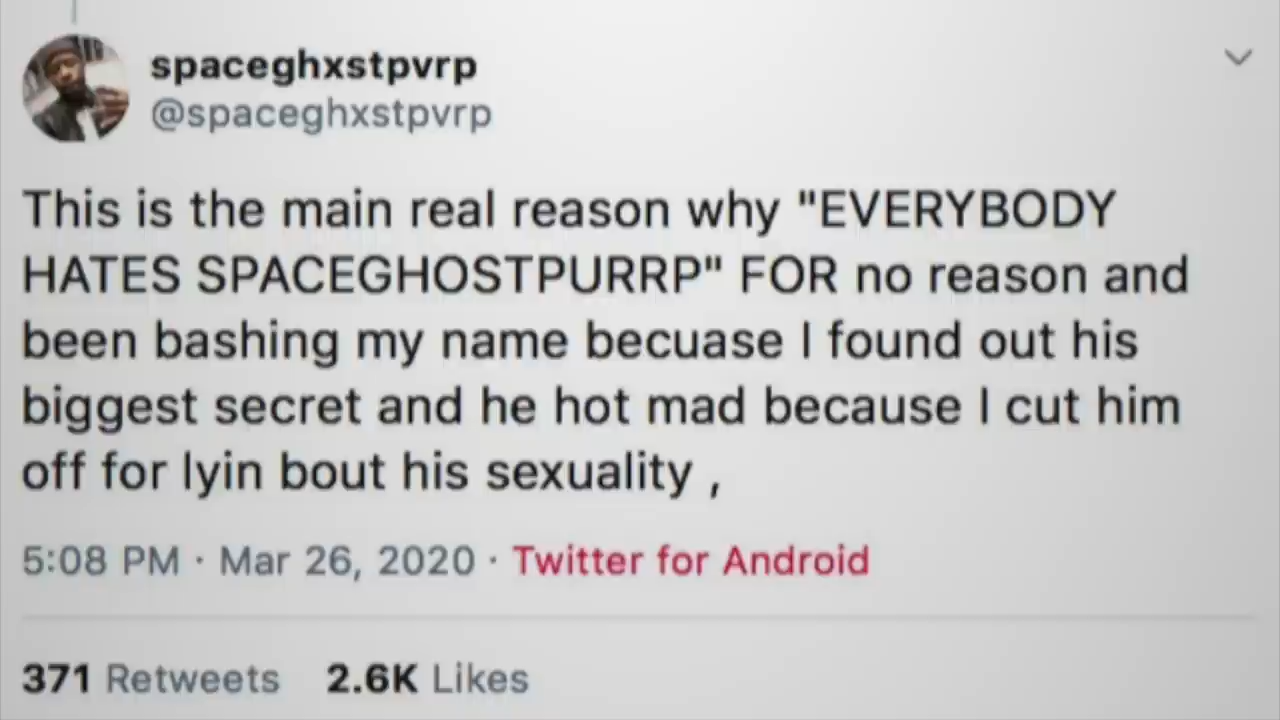 spaceghxstpvrp
@spaceghxstpvrp
This is the main real reason why "EVERYBODY
HATES SPACEGHOSTPURRP" FOR no reason and
been bashing my name becuase I found out his
biggest secret and he hot mad because I cut him
off for lyin bout his sexuality ,
5:08 PM · Mar 26, 2020 · Twitter for Android
371 Retweets 2.6K Likes